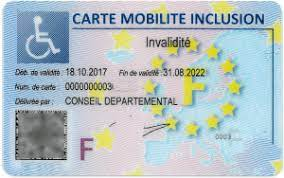 CARTE MOBILITE INCLUSION
Invalidité
Déb. de validité : 18.10.2017 Fin de validité : 31.08.2022
Num. de carte : 0000000003
Délivrée par : CONSEIL DEPARTEMENTAL
F
F
0003